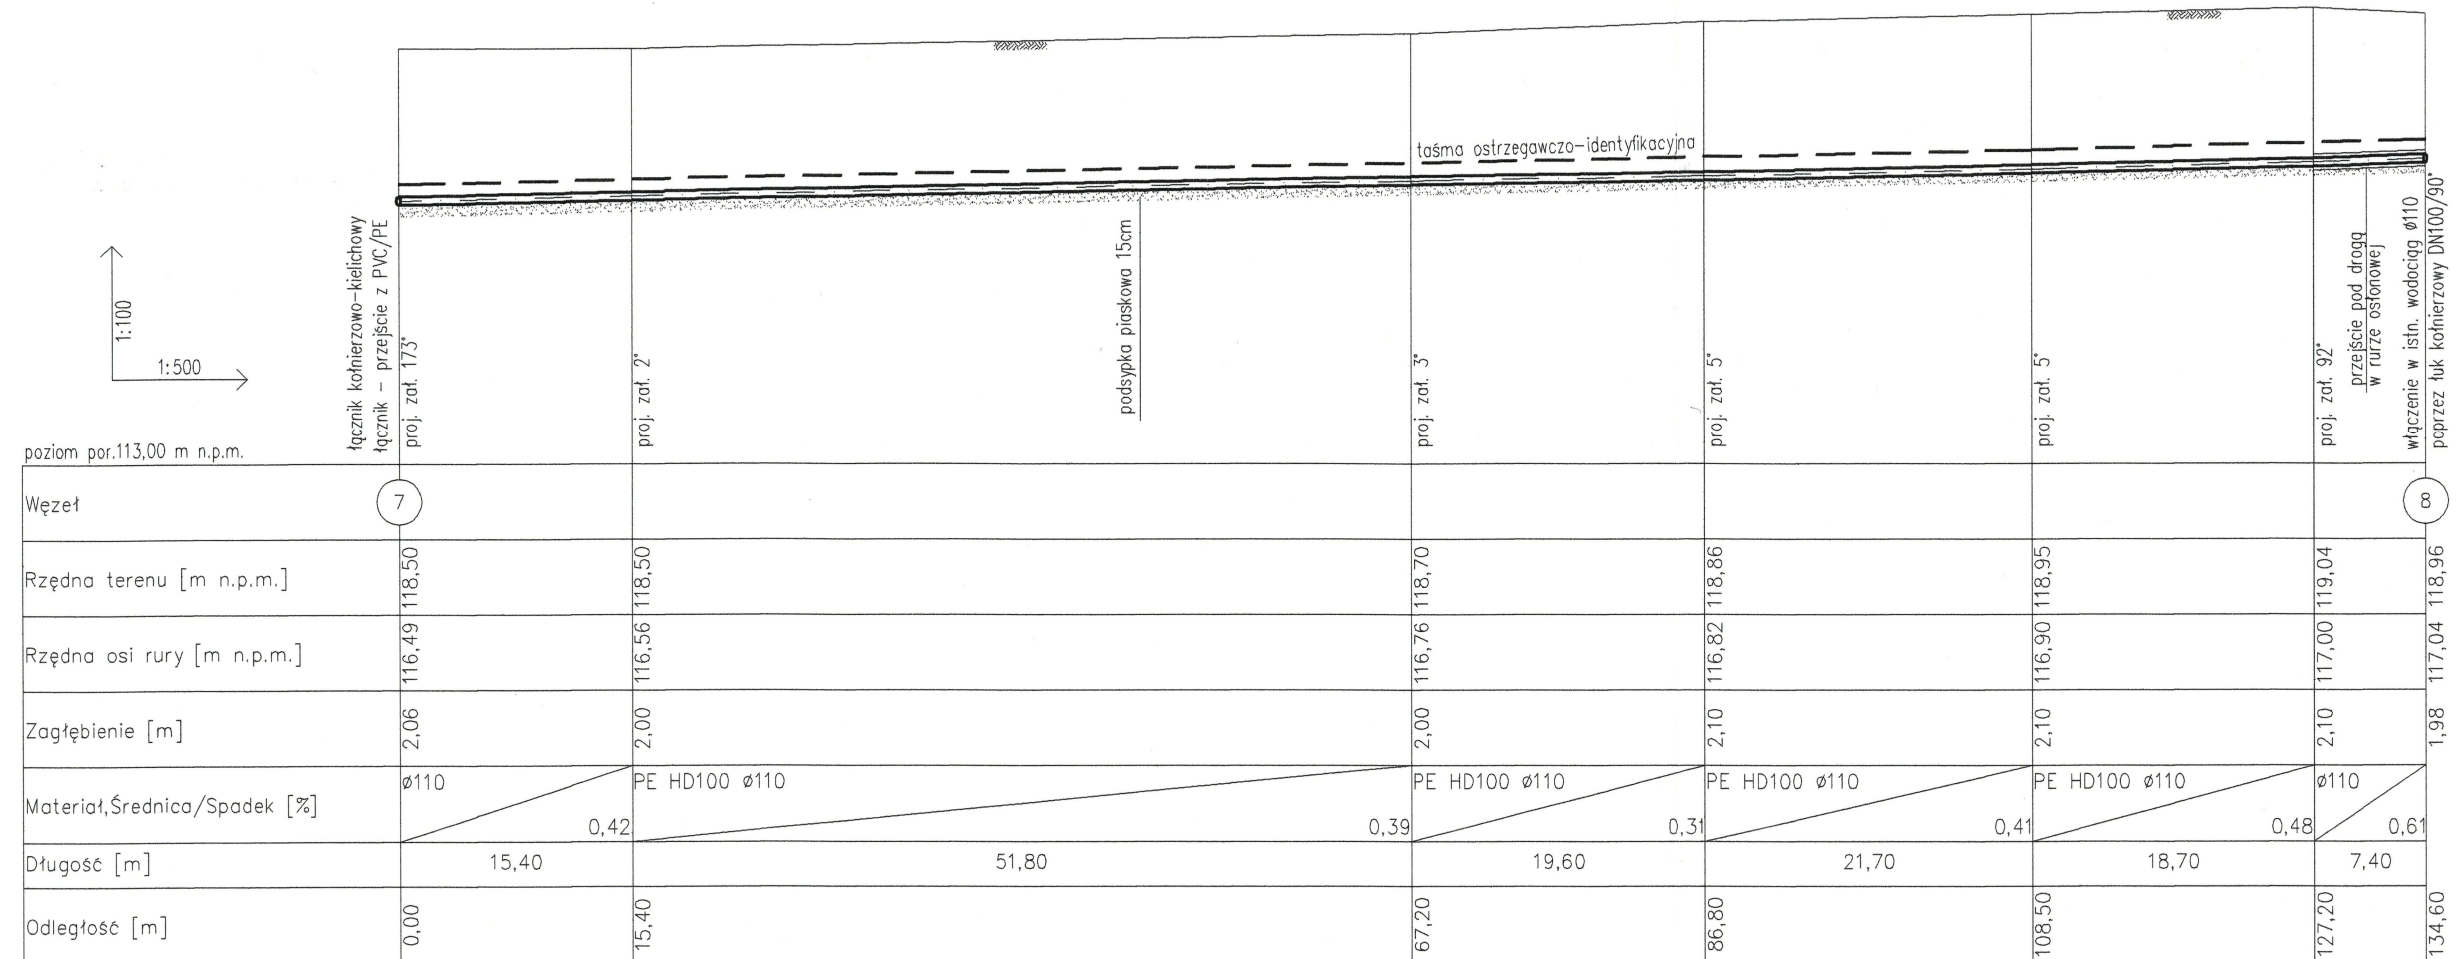 taśma ostrzegawczo-identyfikacyjna
1:100
1:500
łącznik kołnierzowo-kielichowy
łącznik - przejście z PVC/PE
proj. zał. 173°
proj. zał. 2°
podsypka piaskowa 15cm
proj. zał. 3°
proj. zał. 5°
proj. zał. 5°
proj. zał. 92°
przejście pod drogą
w rurze osłonowej
włączenie w istn. wodociąg ø110
poprzez łuk kołnierzowy DN100/90°
poziom por.113,00 m n.p.m.
Węzeł 7 8
Rzędna terenu [m n.p.m.] 118,50 118,50 118,70 118,86 118,95 119,04 118,96
Rzędna osi rury [m n.p.m.] 116,49 116,56 116,76 116,82 116,90 117,00 117,04
Zagłębienie [m] 2,06 2,00 2,00 2,10 2,10 2,10 1,98
ø110 PE HD100 ø110 PE HD100 ø110 PE HD100 ø110 PE HD100 ø110 ø110
Materiał,Średnica/Spadek [%]
0,42 0,39 0,31 0,41 0,48 0,61
Długość [m] 15,40 51,80 19,60 21,70 18,70 7,40
Odległość [m] 0,00 15,40 67,20 86,80 108,50 127,20 134,60